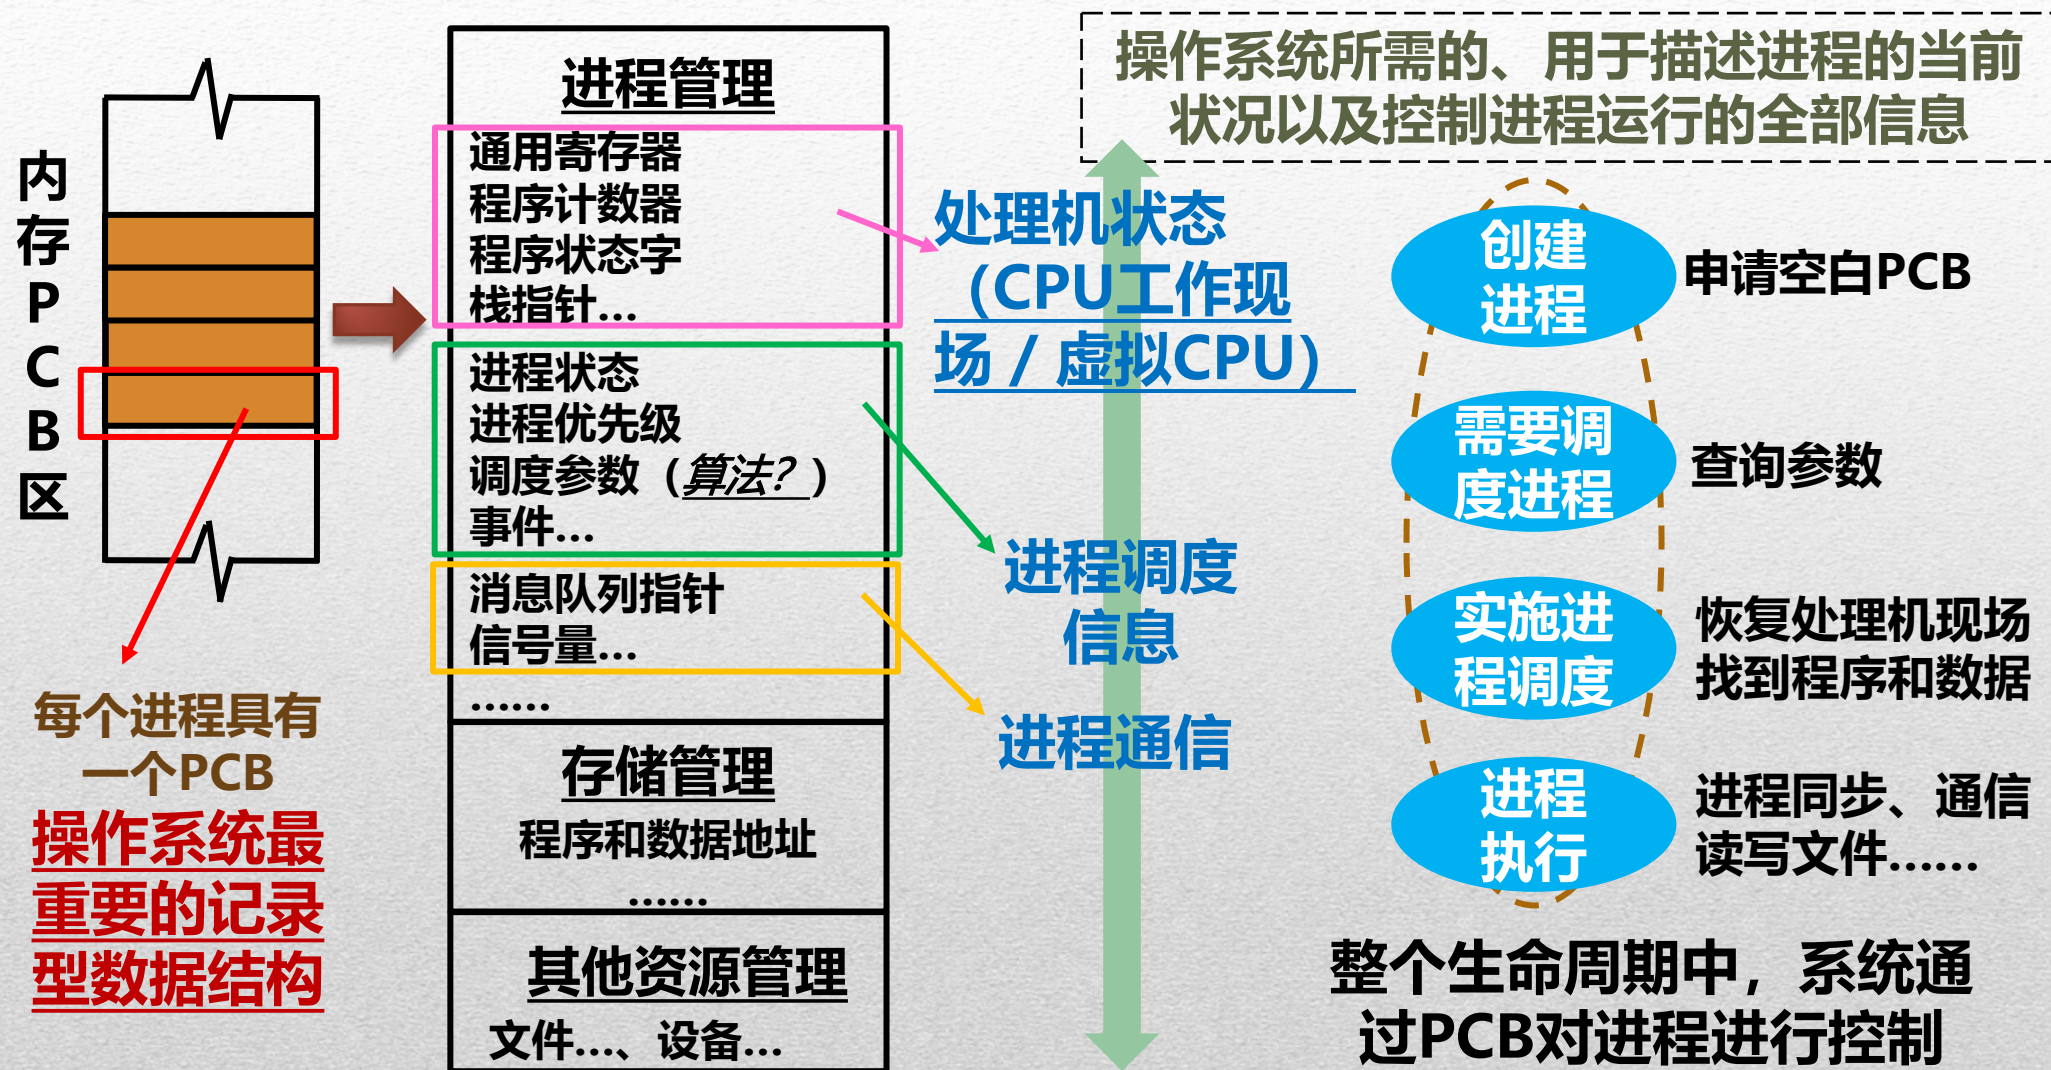 内
存
P
C
B
区
每个进程具有
一个PCB
操作系统最
重要的记录
型数据结构
进程管理
通用寄存器
程序计数器
程序状态字
栈指针...
进程状态
进程优先级
调度参数（算法？）
事件...
消息队列指针
信号量...
......
存储管理
程序和数据地址
......
其他资源管理
文件...、设备...
操作系统所需的、用于描述进程的当前
状况以及控制进程运行的全部信息
处理机状态
（CPU工作现
场 / 虚拟CPU）
进程调度
信息
进程通信
创建
进程
申请空白PCB
需要调
度进程
查询参数
实施进
程调度
恢复处理机现场
找到程序和数据
进程
执行
进程同步、通信
读写文件......
整个生命周期中，系统通
过PCB对进程进行控制